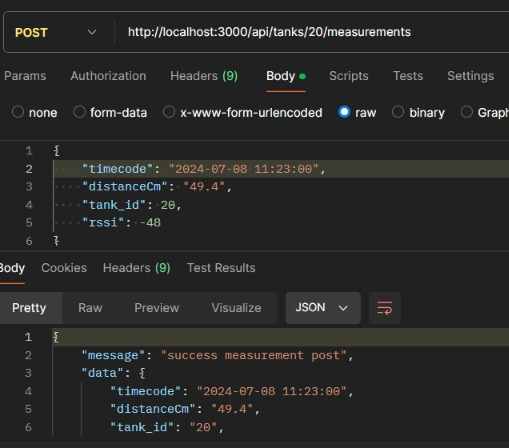 POST http://localhost:3000/api/tanks/20/measurements
Params Authorization Headers (9) Body Scripts Tests Settings
none form-data x-www-form-urlencoded raw binary Graph
1 {
2 "timecode": "2024-07-08 11:23:00",
3 "distanceCm": "49.4",
4 "tank_id": 20,
5 "rssi": -48
6 }
Body Cookies Headers (9) Test Results
Pretty Raw Preview Visualize JSON
1 {
2 "message": "success measurement post",
3 "data": {
4 "timecode": "2024-07-08 11:23:00",
5 "distanceCm": "49.4",
6 "tank_id": "20",